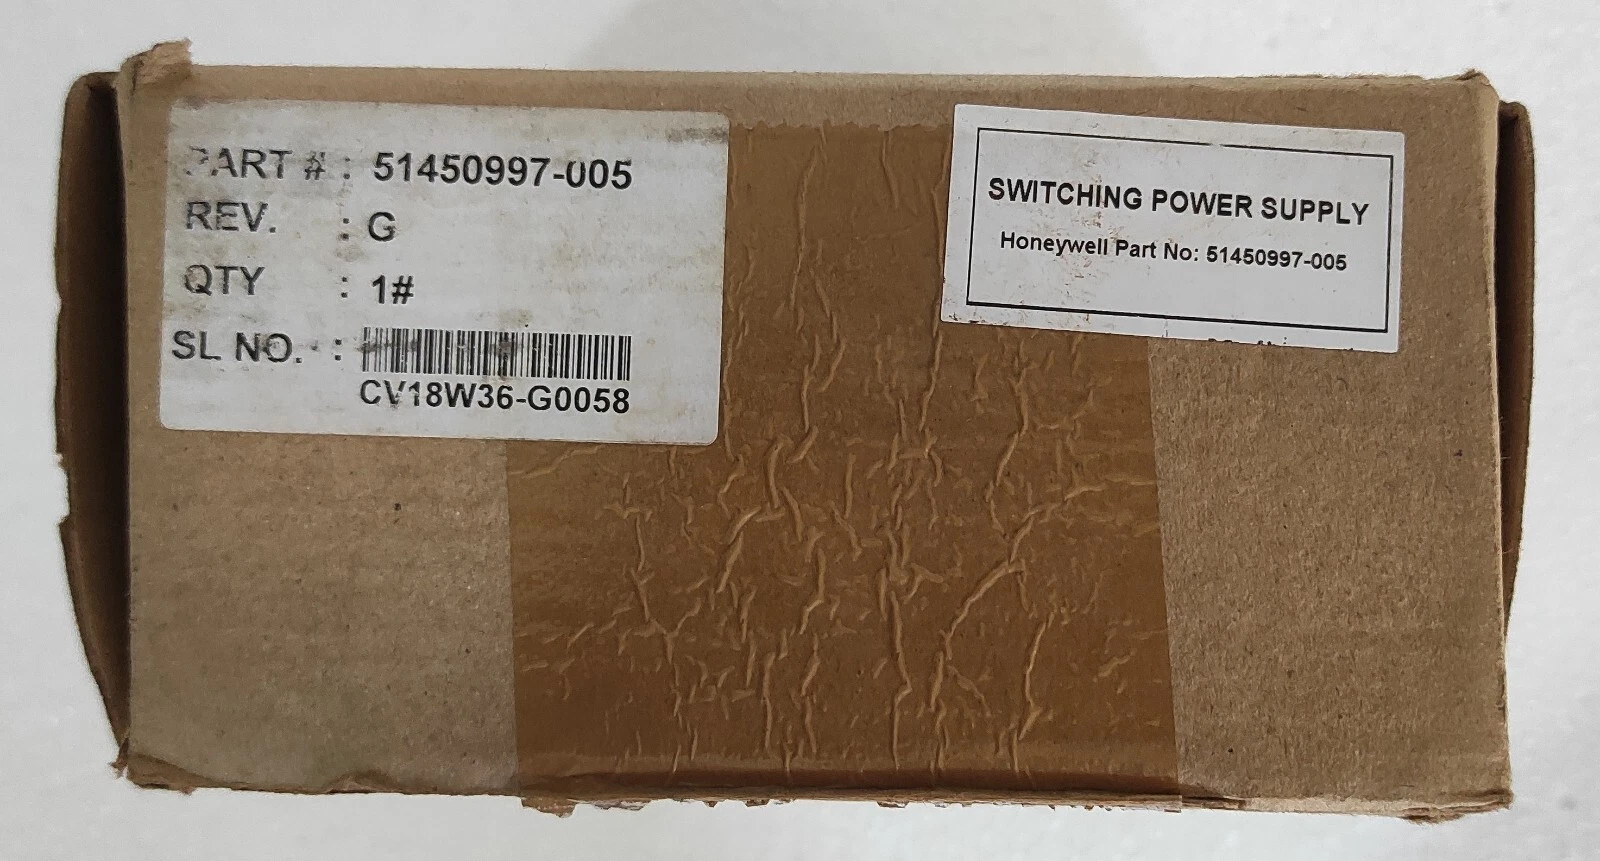 PART # : 51450997-005
REV. : G
QTY : 1#
SL NO. :
CV18W36-G0058
SWITCHING POWER SUPPLY
Honeywell Part No: 51450997-005